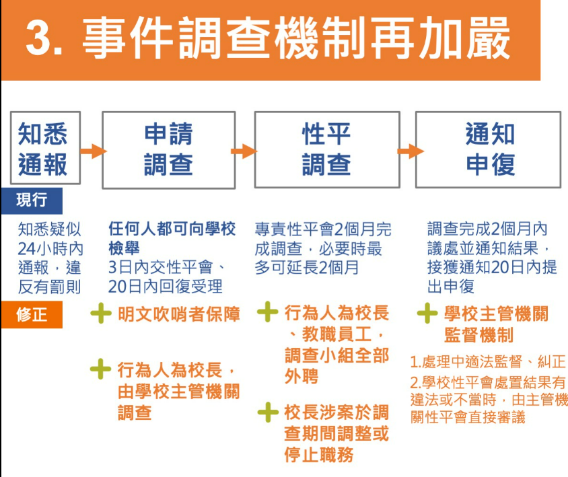 3. 事件調查機制再加嚴
知悉
通報
申請
調查
性平
調查
通知
申復
現行
知悉疑似
24小時內
通報，違
反有罰則
任何人都可向學校
檢舉
3日內交性平會、
20日內回復受理
專責性平會2個月完
成調查，必要時最
多可延長2個月
調查完成2個月內
議處並通知結果，
接獲通知20日內提
出申復
修正
明文吹哨者保障
行為人為校長，
由學校主管機關
調查
行為人為校長
、教職員工，
調查小組全部
外聘
校長涉案於調
查期間調整或
停止職務
學校主管機關
監督機制
1.處理中適法監督、糾正
2.學校性平會處置結果有
違法或不當時，由主管機
關性平會直接審議